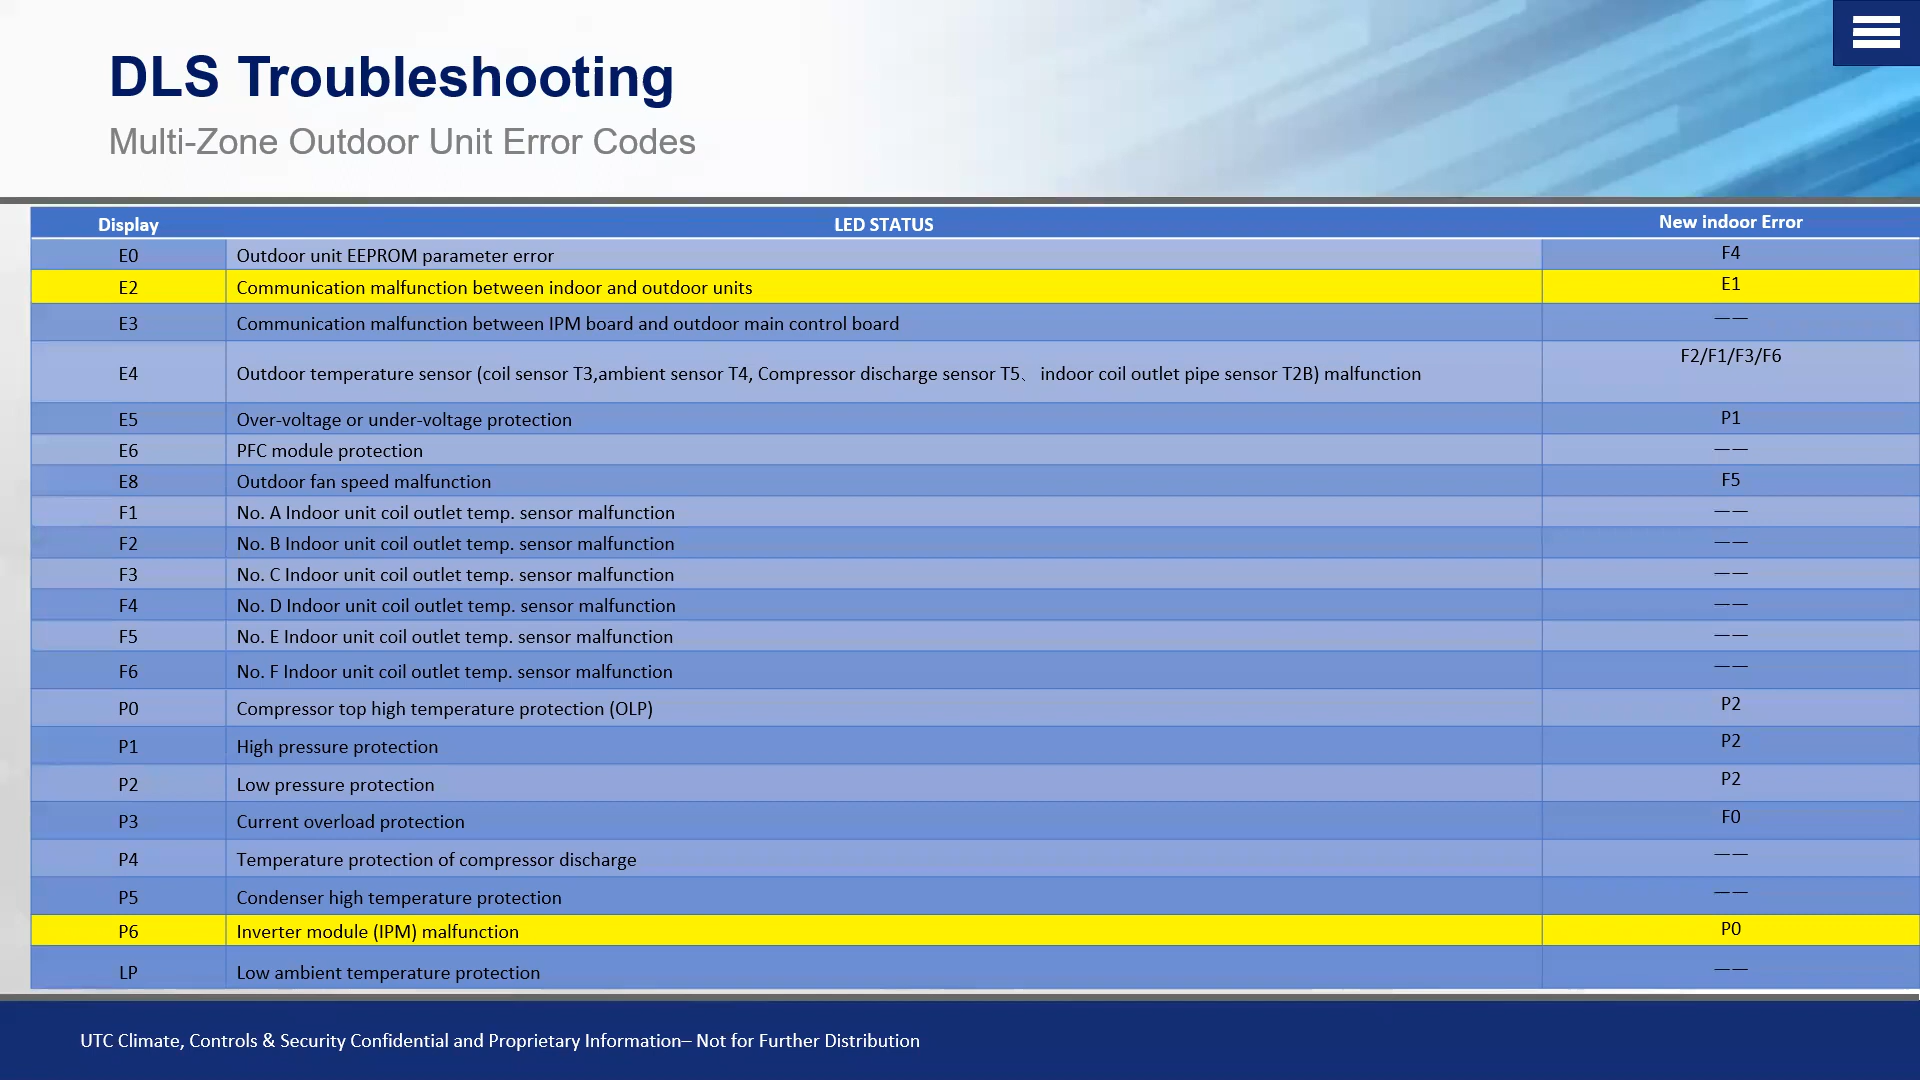 DLS Troubleshooting
Multi-Zone Outdoor Unit Error Codes
Display LED STATUS New indoor Error
E0 Outdoor unit EEPROM parameter error F4
E2 Communication malfunction between indoor and outdoor units E1
E3 Communication malfunction between IPM board and outdoor main control board ——
E4 Outdoor temperature sensor (coil sensor T3,ambient sensor T4, Compressor discharge sensor T5、indoor coil outlet pipe sensor T2B) malfunction F2/F1/F3/F6
E5 Over-voltage or under-voltage protection P1
E6 PFC module protection ——
E8 Outdoor fan speed malfunction F5
F1 No. A Indoor unit coil outlet temp. sensor malfunction ——
F2 No. B Indoor unit coil outlet temp. sensor malfunction ——
F3 No. C Indoor unit coil outlet temp. sensor malfunction ——
F4 No. D Indoor unit coil outlet temp. sensor malfunction ——
F5 No. E Indoor unit coil outlet temp. sensor malfunction ——
F6 No. F Indoor unit coil outlet temp. sensor malfunction ——
P0 Compressor top high temperature protection (OLP) P2
P1 High pressure protection P2
P2 Low pressure protection P2
P3 Current overload protection F0
P4 Temperature protection of compressor discharge ——
P5 Condenser high temperature protection ——
P6 Inverter module (IPM) malfunction P0
LP Low ambient temperature protection ——
UTC Climate, Controls & Security Confidential and Proprietary Information– Not for Further Distribution